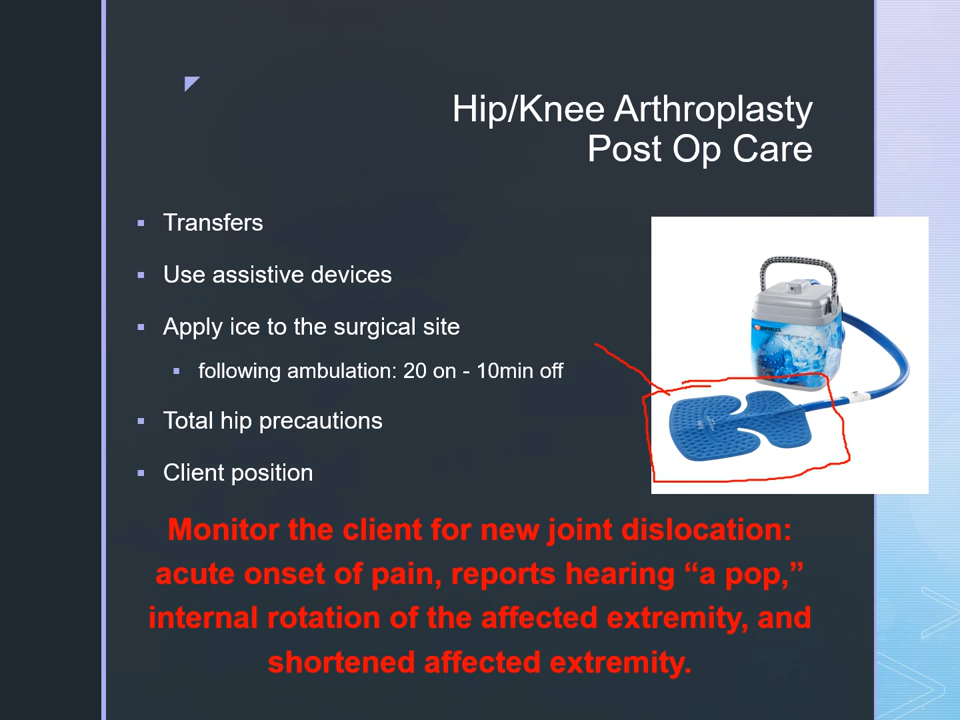 Hip/Knee Arthroplasty
Post Op Care
Transfers
Use assistive devices
Apply ice to the surgical site
following ambulation: 20 on - 10min off
Total hip precautions
Client position
Monitor the client for new joint dislocation:
acute onset of pain, reports hearing “a pop,”
internal rotation of the affected extremity, and
shortened affected extremity.